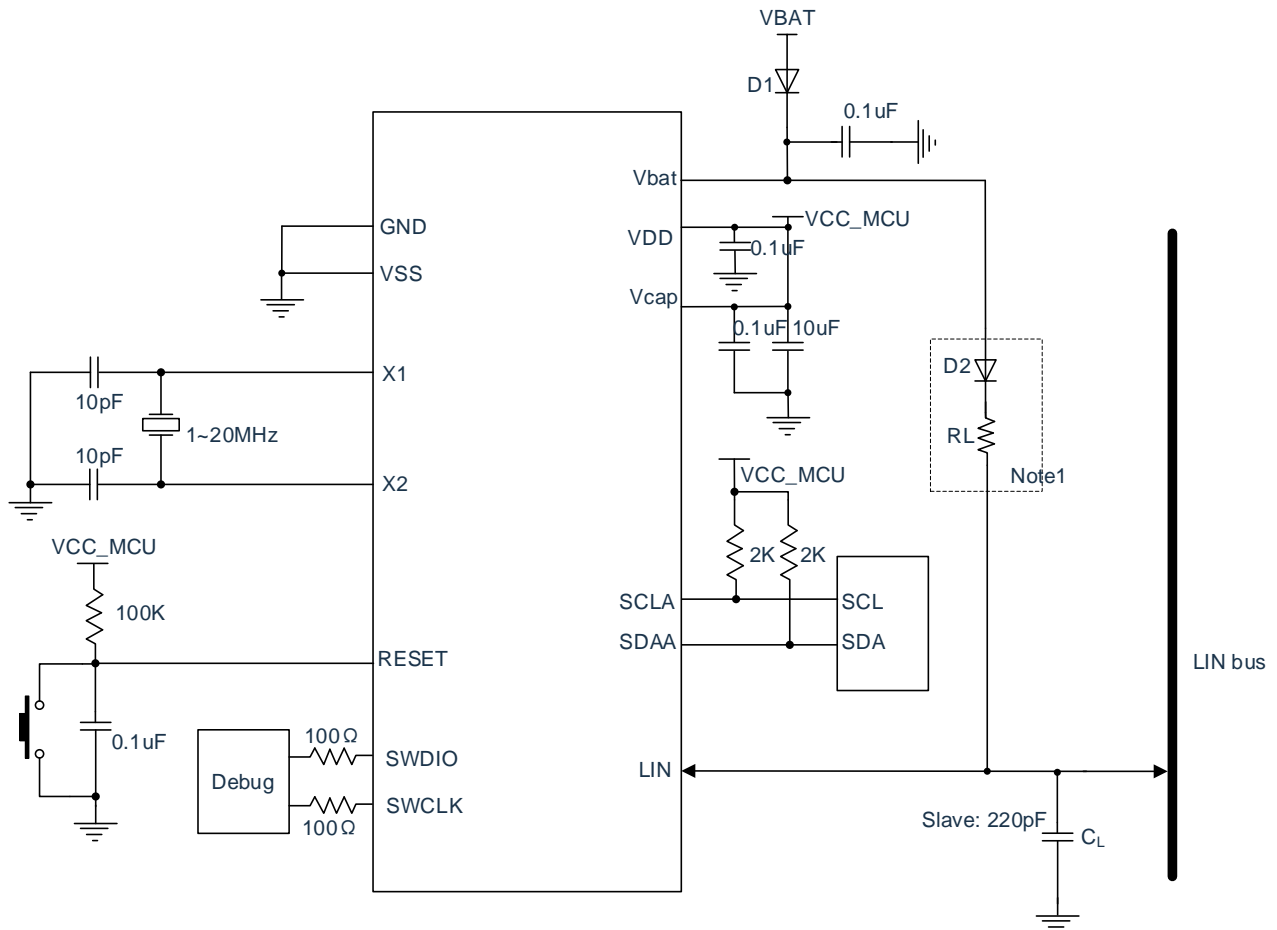 VBAT
D1
0.1uF
Vbat
GND
VCC_MCU
VDD
0.1uF
VSS
Vcap
0.1uF 10uF
X1
10pF
D2
1~20MHz
RL
10pF
X2
VCC_MCU
Note1
VCC_MCU
2K 2K
100K
SCLA
SCL
SDAA
SDA
RESET
LIN bus
100Ω
0.1uF
SWDIO
LIN
Debug
SWCLK
100Ω
Slave: 220pF
CL